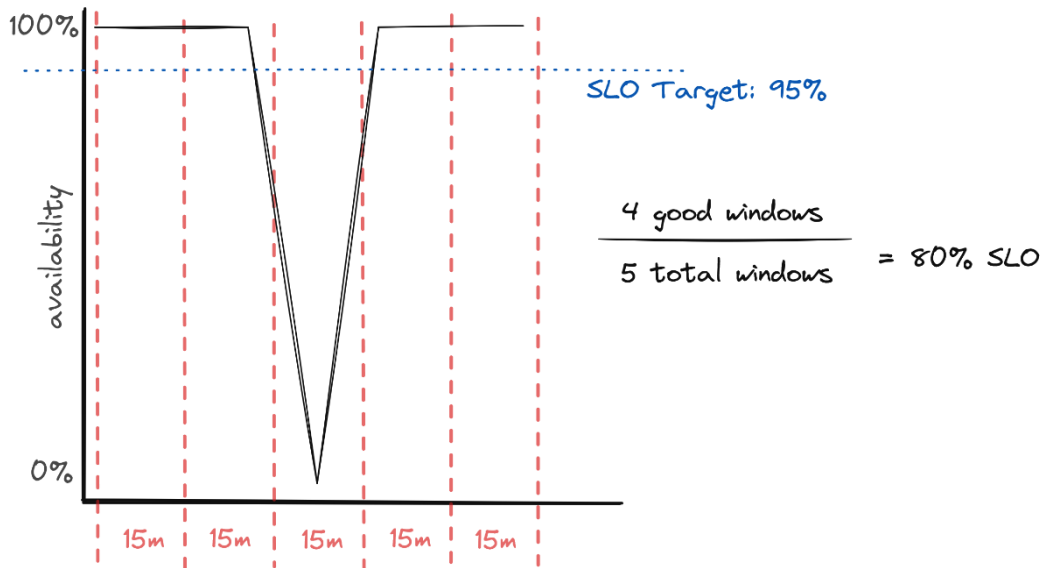 100%
SLO Target: 95%
availability
4 good windows
5 total windows
= 80% SLO
0%
15m 15m 15m 15m 15m